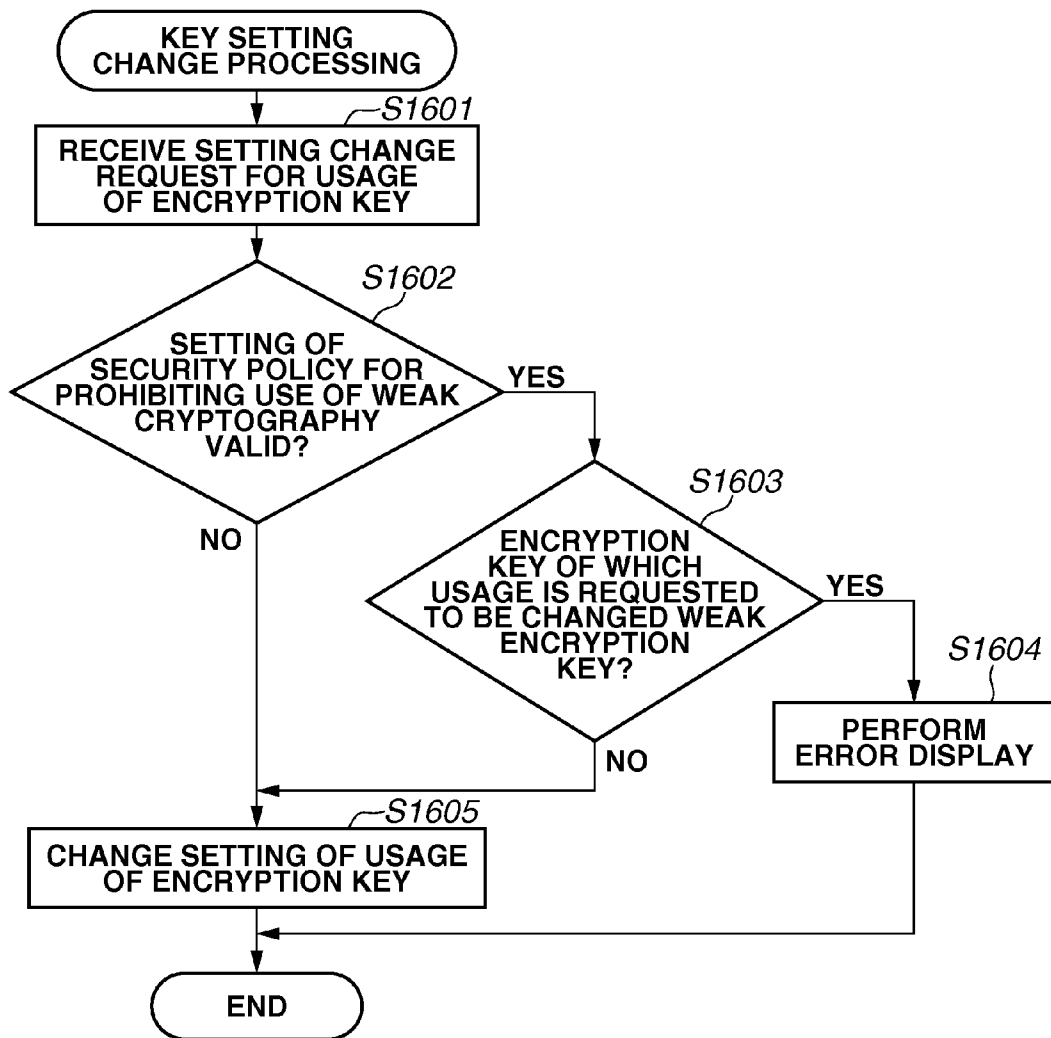 KEY SETTING
CHANGE PROCESSING
S1601
RECEIVE SETTING CHANGE
REQUEST FOR USAGE
OF ENCRYPTION KEY
S1602
SETTING OF
SECURITY POLICY FOR
PROHIBITING USE OF WEAK
CRYPTOGRAPHY
VALID?
YES
NO
S1603
ENCRYPTION
KEY OF WHICH
USAGE IS REQUESTED
TO BE CHANGED WEAK
ENCRYPTION
KEY?
YES
NO
S1604
PERFORM
ERROR DISPLAY
S1605
CHANGE SETTING OF USAGE
OF ENCRYPTION KEY
END